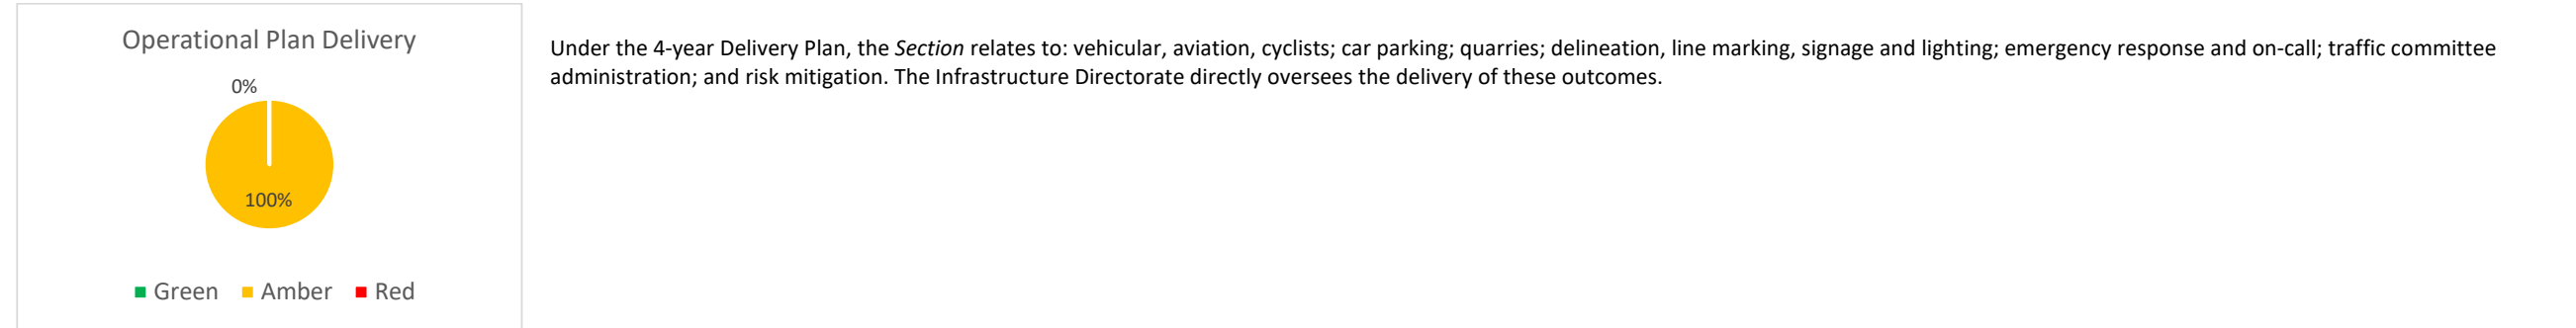 Operational Plan Delivery
0%
100%
Green Amber Red
Under the 4-year Delivery Plan, the Section relates to: vehicular, aviation, cyclists; car parking; quarries; delineation, line marking, signage and lighting; emergency response and on-call; traffic committee
administration; and risk mitigation. The Infrastructure Directorate directly oversees the delivery of these outcomes.